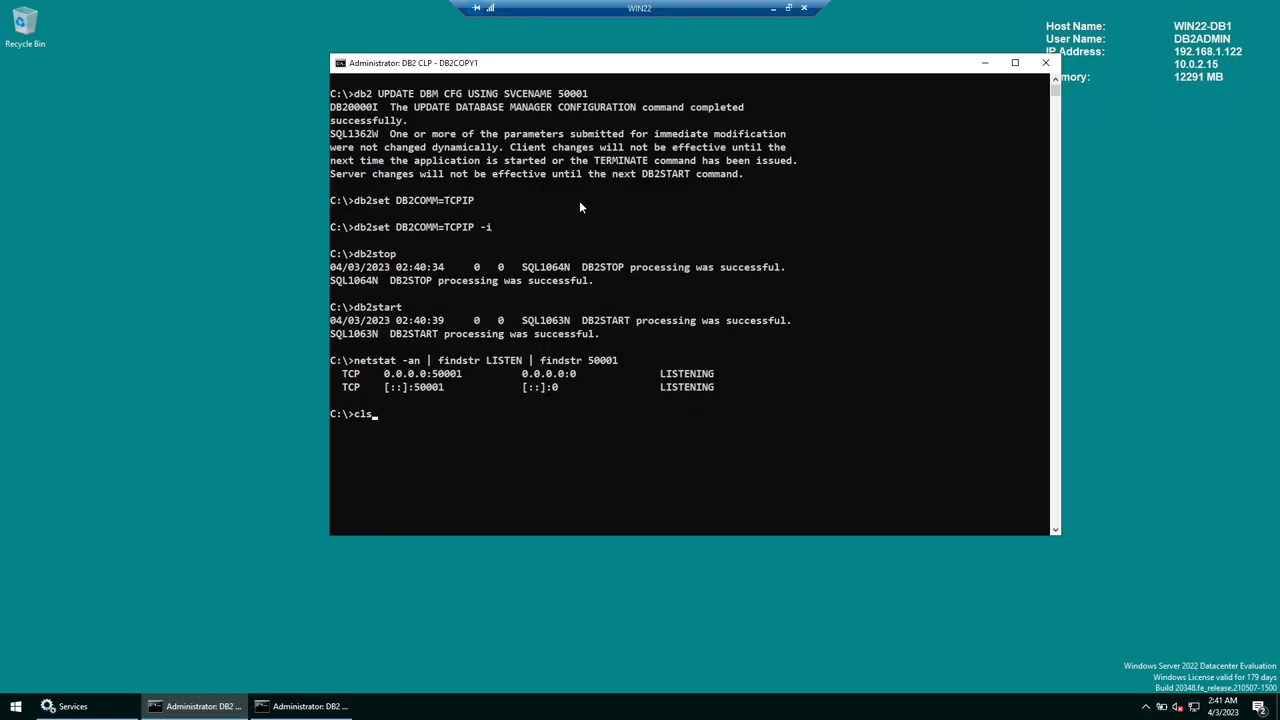 WIN22
Recycle Bin
Host Name: WIN22-DB1
User Name: DB2ADMIN
IP Address: 192.168.1.122
10.0.2.15
mory: 12291 MB
Administrator: DB2 CLP - DB2COPY1
C:\>db2 UPDATE DBM CFG USING SVCENAME 50001
DB20000I  The UPDATE DATABASE MANAGER CONFIGURATION command completed
successfully.
SQL1362W  One or more of the parameters submitted for immediate modification
were not changed dynamically. Client changes will not be effective until the
next time the application is started or the TERMINATE command has been issued.
Server changes will not be effective until the next DB2START command.
C:\>db2set DB2COMM=TCPIP
C:\>db2set DB2COMM=TCPIP -i
C:\>db2stop
04/03/2023 02:40:34     0   0   SQL1064N  DB2STOP processing was successful.
SQL1064N  DB2STOP processing was successful.
C:\>db2start
04/03/2023 02:40:39     0   0   SQL1063N  DB2START processing was successful.
SQL1063N  DB2START processing was successful.
C:\>netstat -an | findstr LISTEN | findstr 50001
TCP    0.0.0.0:50001          0.0.0.0:0              LISTENING
TCP    [::]:50001             [::]:0                 LISTENING
C:\>cls_
Windows Server 2022 Datacenter Evaluation
Windows License valid for 179 days
Build 20348.fe_release.210507-1500
Services
Administrator: DB2 ...
Administrator: DB2 ...
2:41 AM
4/3/2023
2